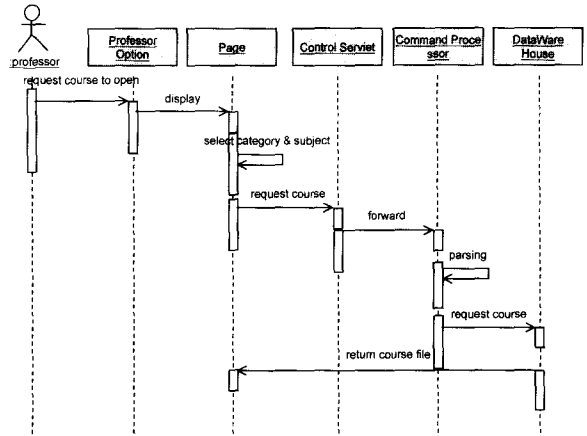 Professor Option
Page
Control Servlet
Command Proce ssor
DataWare House
:professor
request course to open
display
select category & subject
request course
forward
parsing
request course
return course file